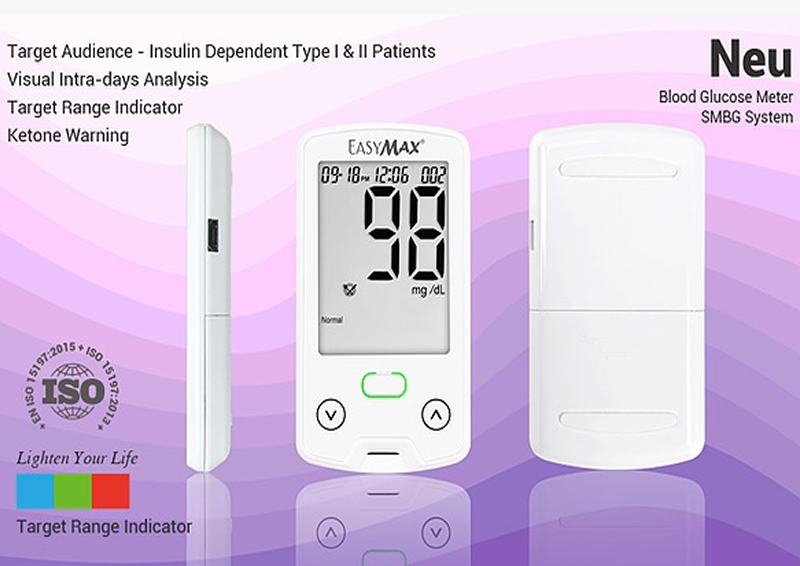 Target Audience - Insulin Dependent Type I & II Patients
Visual Intra-days Analysis
Target Range Indicator
Ketone Warning
Neu
Blood Glucose Meter
SMBG System
EASYMAX®
09-18 PM 12:06 002
98
mg/dL
Normal
EN ISO 15197:2015 + ISO 15197:2013 +
ISO
Lighten Your Life
Target Range Indicator